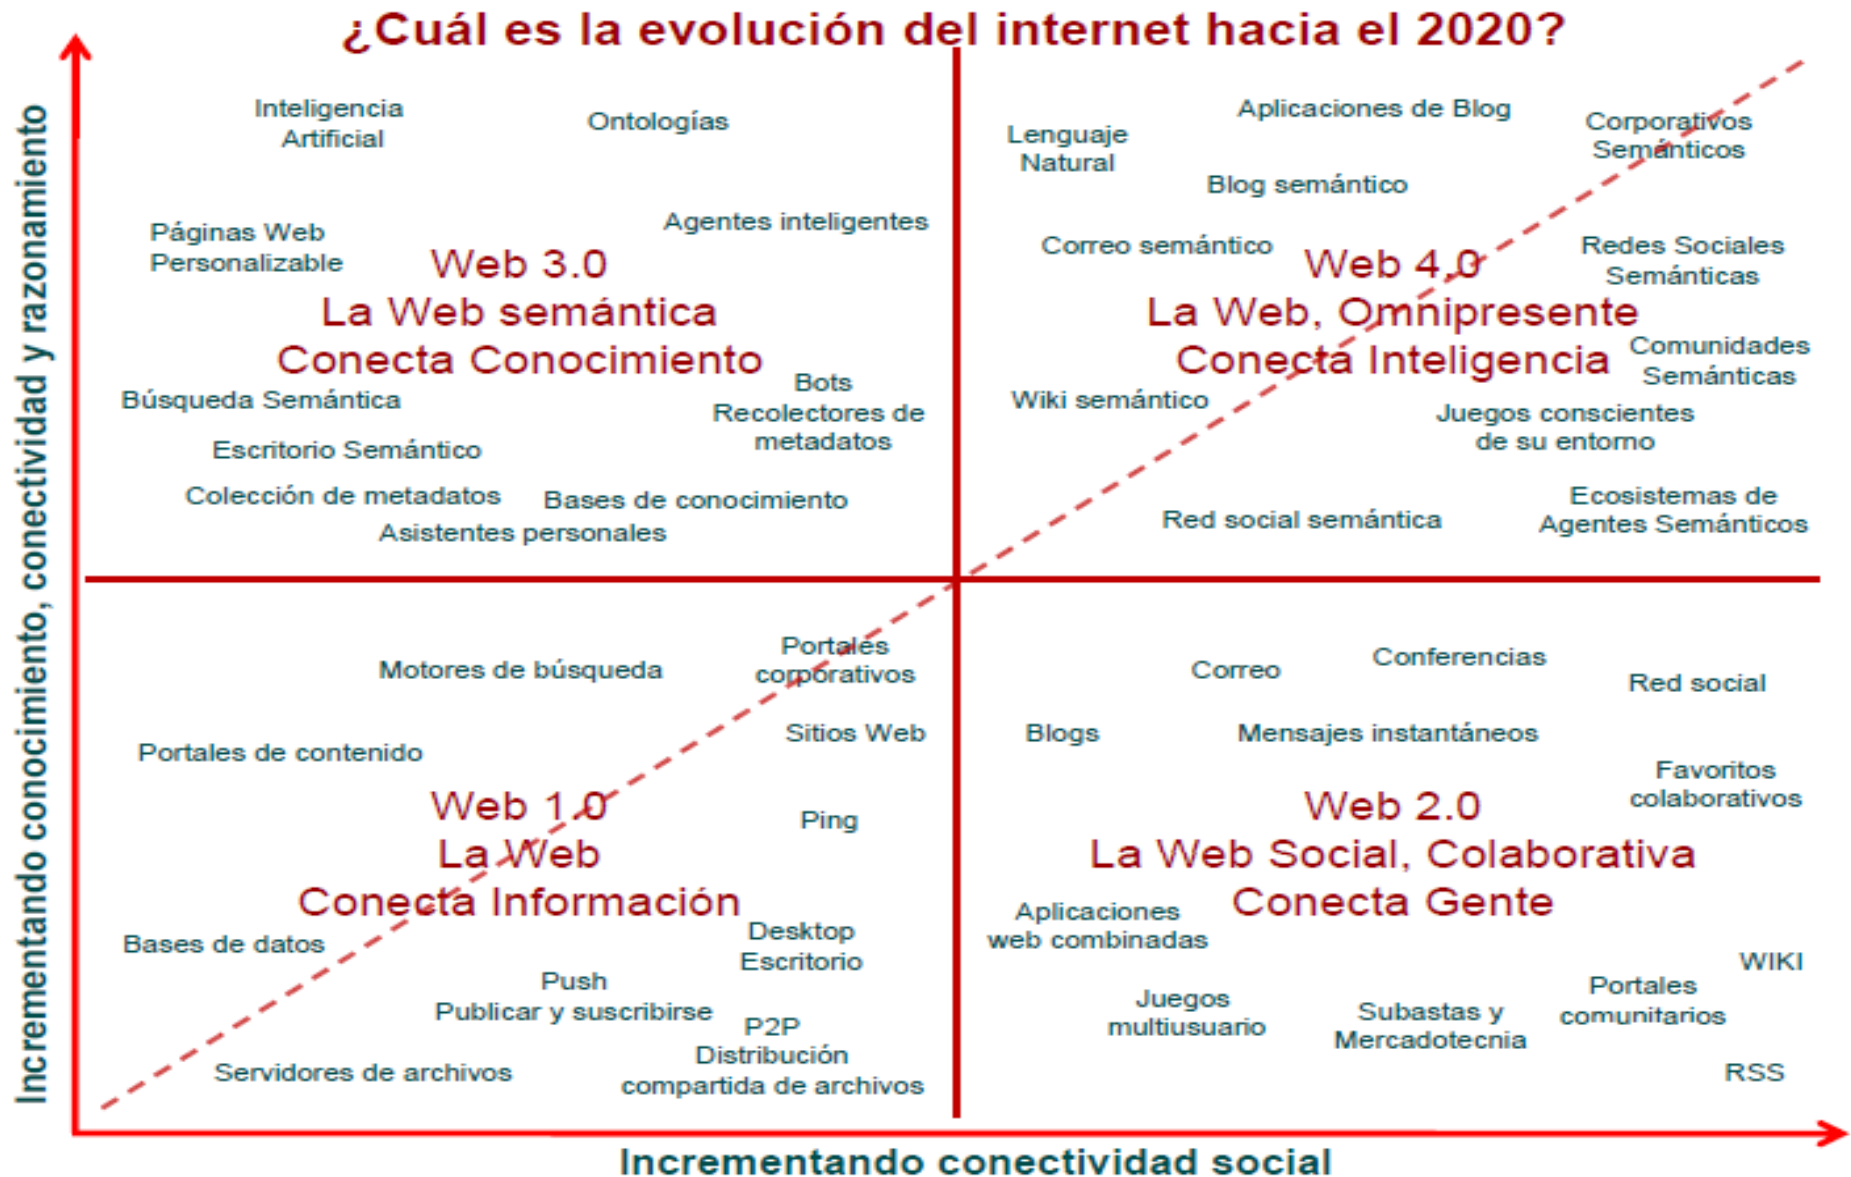 ¿Cuál es la evolución del internet hacia el 2020?
Incrementando conocimiento, conectividad y razonamiento
Inteligencia
Artificial
Ontologías
Páginas Web
Personalizable
Agentes inteligentes
Web 3.0
La Web semántica
Conecta Conocimiento
Búsqueda Semántica
Bots
Recolectores de
metadatos
Escritorio Semántico
Colección de metadatos
Bases de conocimiento
Asistentes personales
Lenguaje
Natural
Aplicaciones de Blog
Corporativos
Semánticos
Blog semántico
Correo semántico
Redes Sociales
Semánticas
Web 4.0
La Web, Omnipresente
Conecta Inteligencia
Comunidades
Semánticas
Wiki semántico
Juegos conscientes
de su entorno
Red social semántica
Ecosistemas de
Agentes Semánticos
Motores de búsqueda
Portales
corporativos
Portales de contenido
Sitios Web
Web 1.0
La Web
Conecta Información
Ping
Bases de datos
Desktop
Escritorio
Push
Publicar y suscribirse
P2P
Distribución
compartida de archivos
Servidores de archivos
Correo
Conferencias
Red social
Blogs
Mensajes instantáneos
Favoritos
colaborativos
Web 2.0
La Web Social, Colaborativa
Conecta Gente
Aplicaciones
web combinadas
WIKI
Juegos
multiusuario
Subastas y
Mercadotecnia
Portales
comunitarios
RSS
Incrementando conectividad social